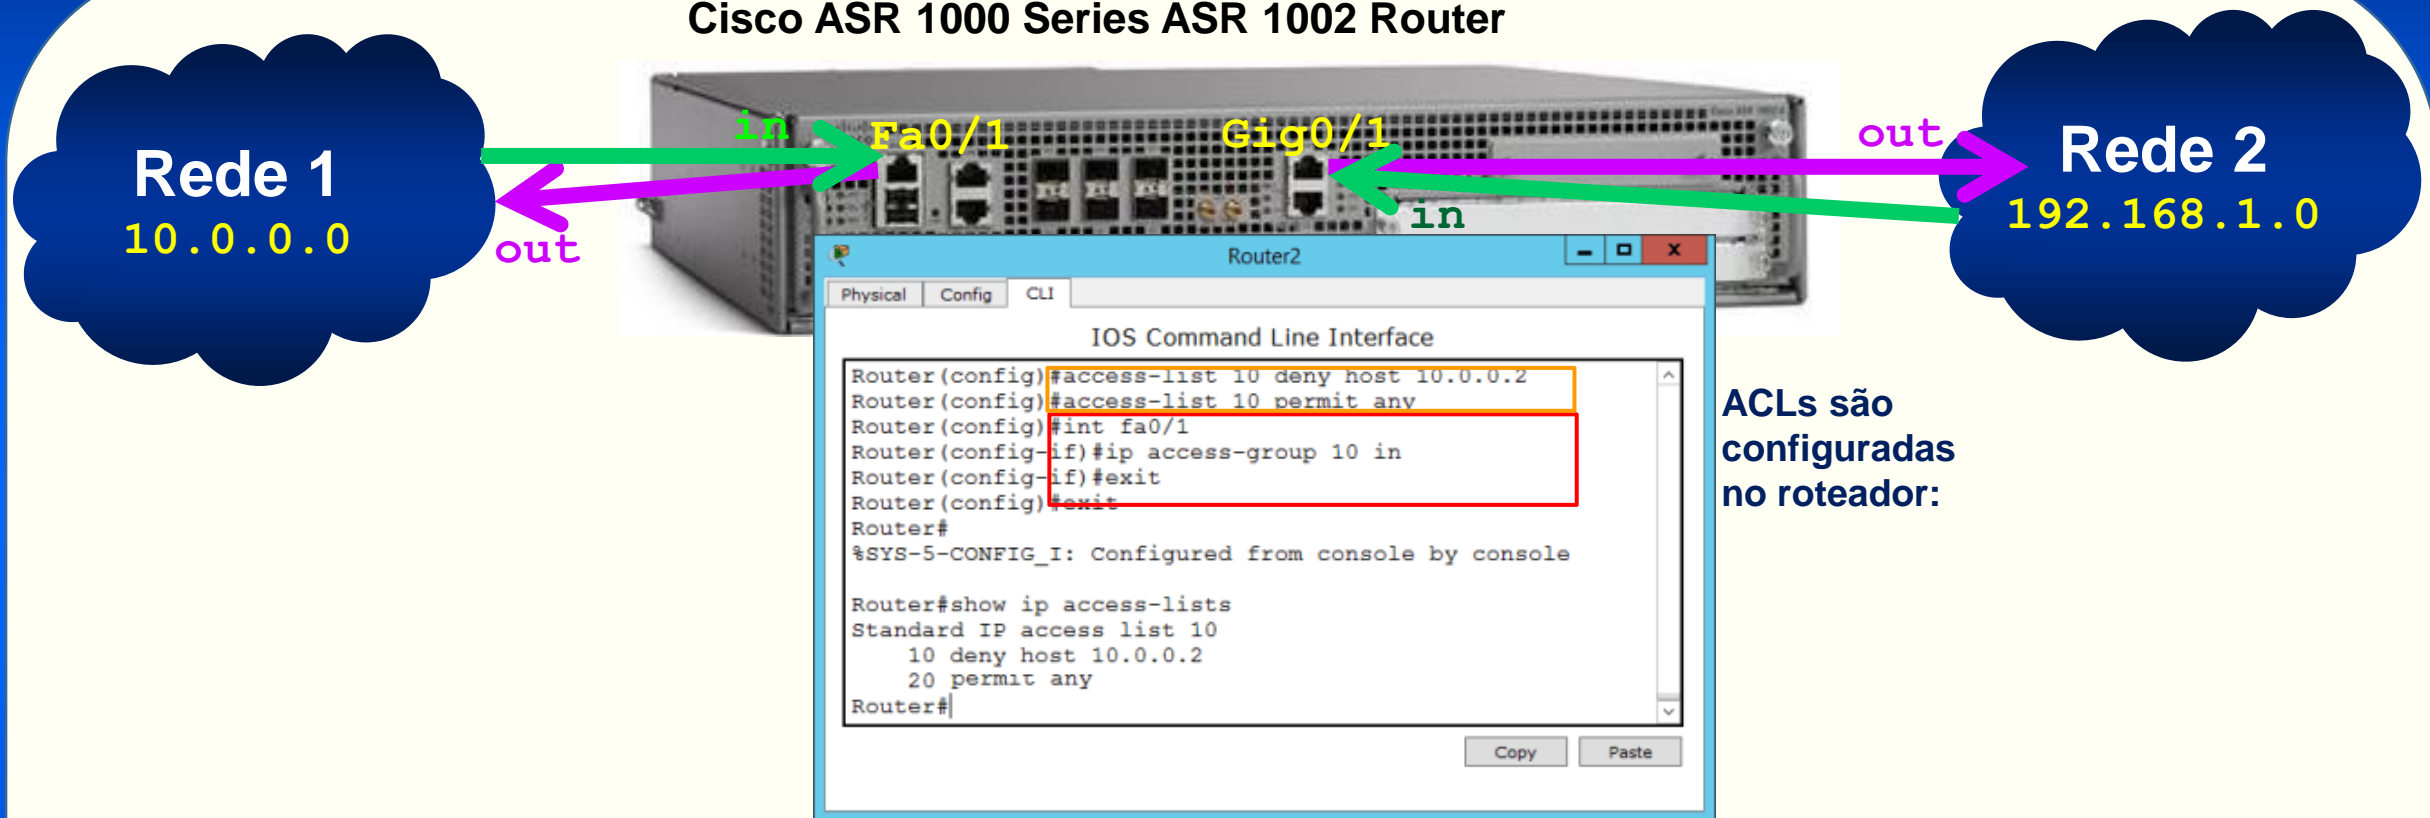 Cisco ASR 1000 Series ASR 1002 Router
in
Fa0/1
Gig0/1
out
Rede 1
10.0.0.0
out
in
Rede 2
192.168.1.0
Router2
Physical Config CLI
IOS Command Line Interface
Router(config)#access-list 10 deny host 10.0.0.2
Router(config)#access-list 10 permit any
Router(config)#int fa0/1
Router(config-if)#ip access-group 10 in
Router(config-if)#exit
Router(config)#exit
Router#
%SYS-5-CONFIG_I: Configured from console by console
Router#show ip access-lists
Standard IP access list 10
10 deny host 10.0.0.2
20 permit any
Router#
Copy Paste
ACLs são
configuradas
no roteador: